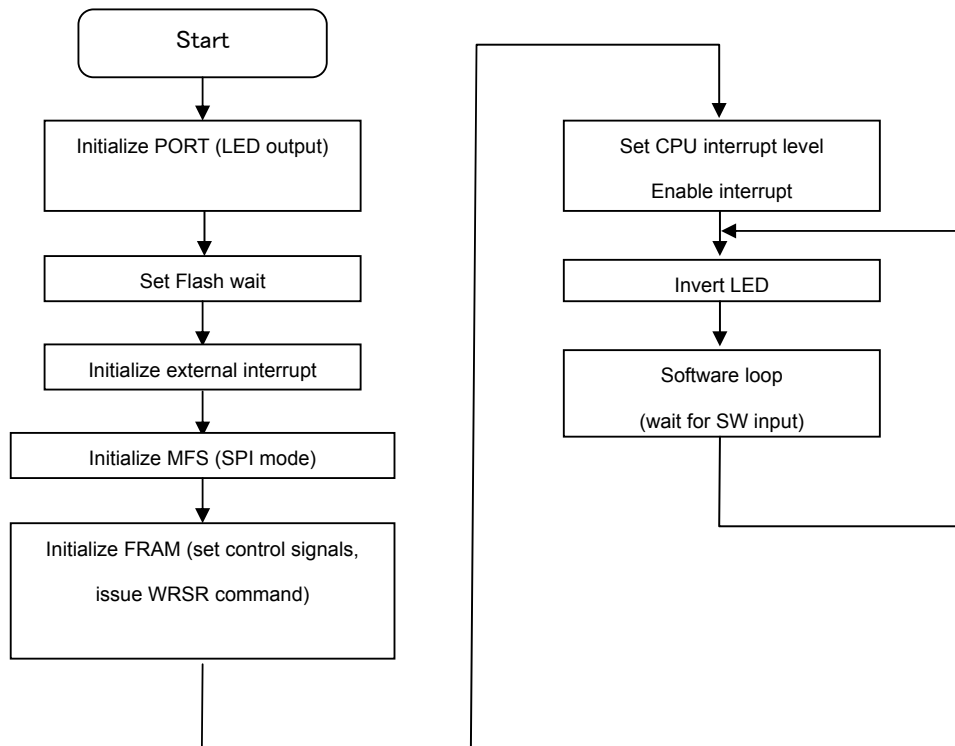 Start
Initialize PORT (LED output)
Set Flash wait
Initialize external interrupt
Initialize MFS (SPI mode)
Initialize FRAM (set control signals,
issue WRSR command)
Set CPU interrupt level
Enable interrupt
Invert LED
Software loop
(wait for SW input)